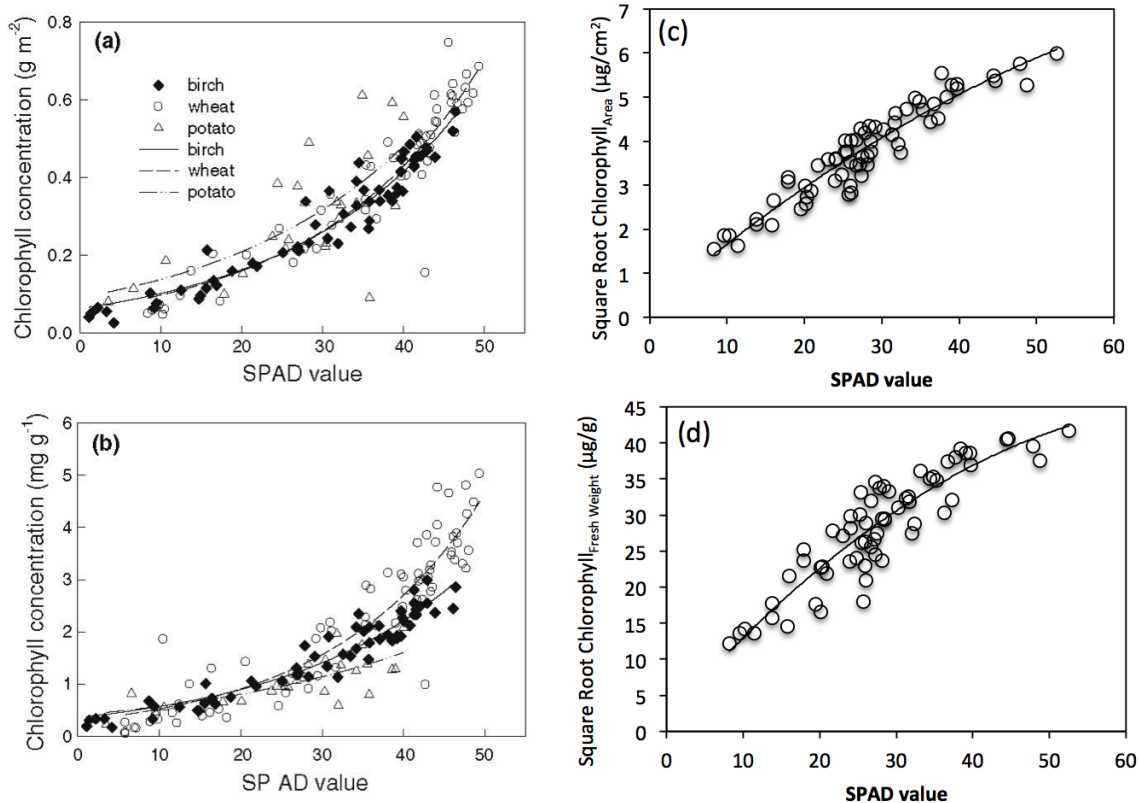 (a)
Chlorophyll concentration (g m-2)
0.8
0.6
0.4
0.2
0.0
birch
wheat
potato
birch
wheat
potato
0 10 20 30 40 50
SPAD value
(c)
Square Root Chlorophyll Area (µg/cm2)
7
6
5
4
3
2
1
0
0 10 20 30 40 50 60
SPAD value
(b)
Chlorophyll concentration (mg g-1)
6
5
4
3
2
1
0
0 10 20 30 40 50
SP AD value
(d)
Square Root Chlorophyll Fresh Weight (µg/g)
45
40
35
30
25
20
15
10
5
0
0 10 20 30 40 50 60
SPAD value